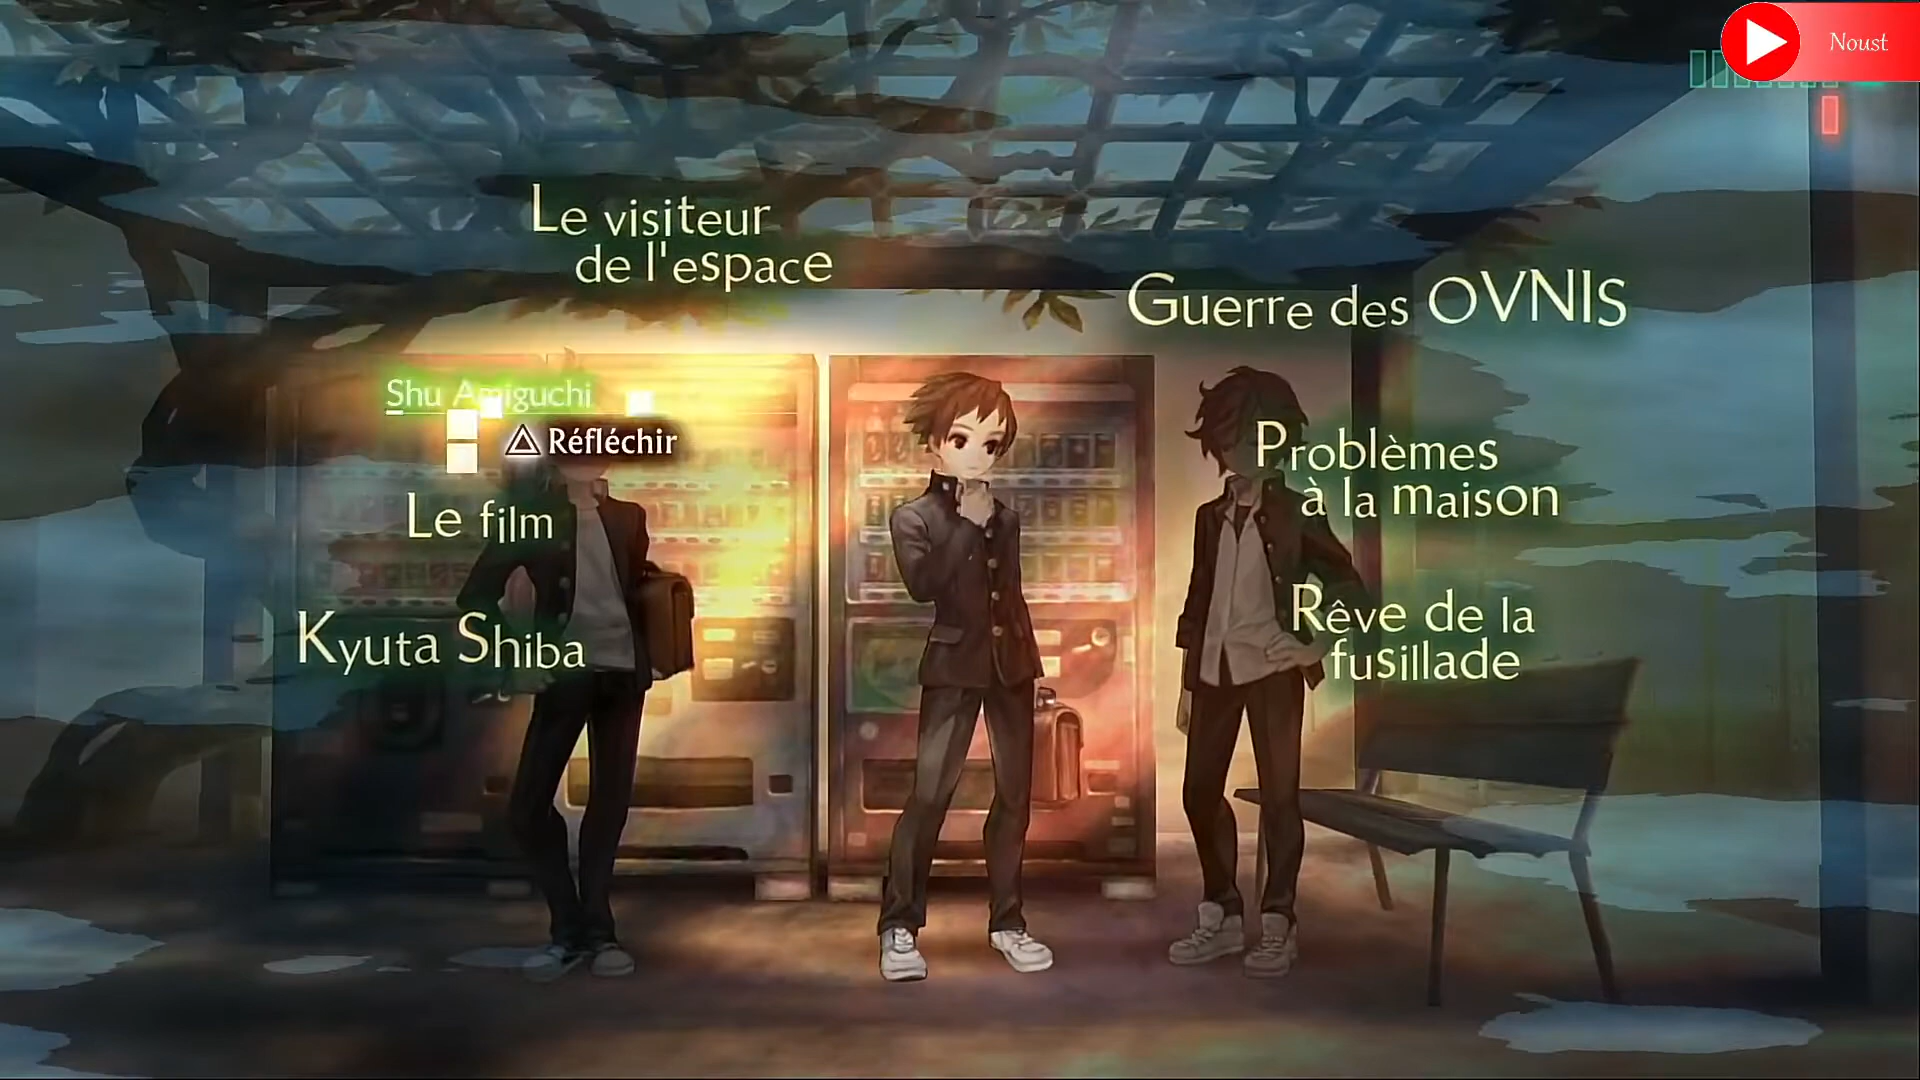 Noust
Le visiteur
de l'espace
Guerre des OVNIs
Shu Amiguchi
Réfléchir
Problèmes
à la maison
Le film
Rêve de la
fusillade
Kyuta Shiba